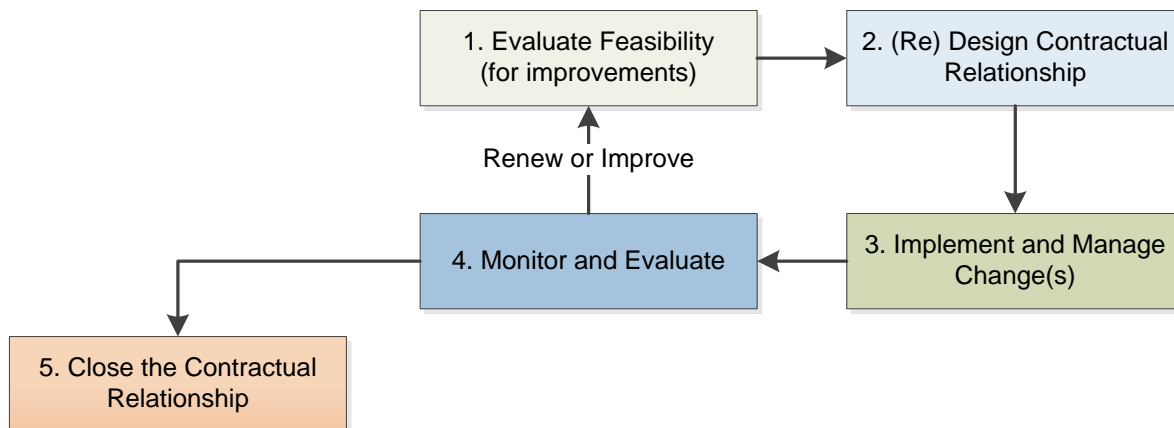 1. Evaluate Feasibility
(for improvements)
2. (Re) Design Contractual
Relationship
Renew or Improve
4. Monitor and Evaluate
3. Implement and Manage
Change(s)
5. Close the Contractual
Relationship